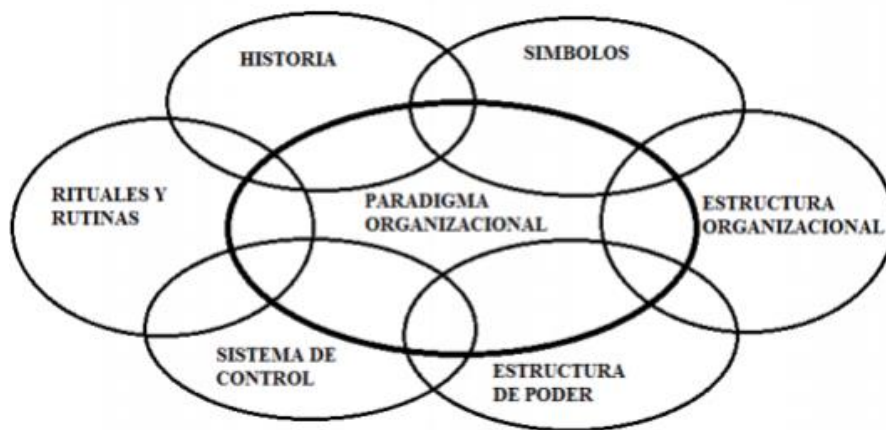 HISTORIA
SIMBOLOS
RITUALES Y
RUTINAS
PARADIGMA
ORGANIZACIONAL
ESTRUCTURA
ORGANIZACIONAL
SISTEMA DE
CONTROL
ESTRUCTURA
DE PODER